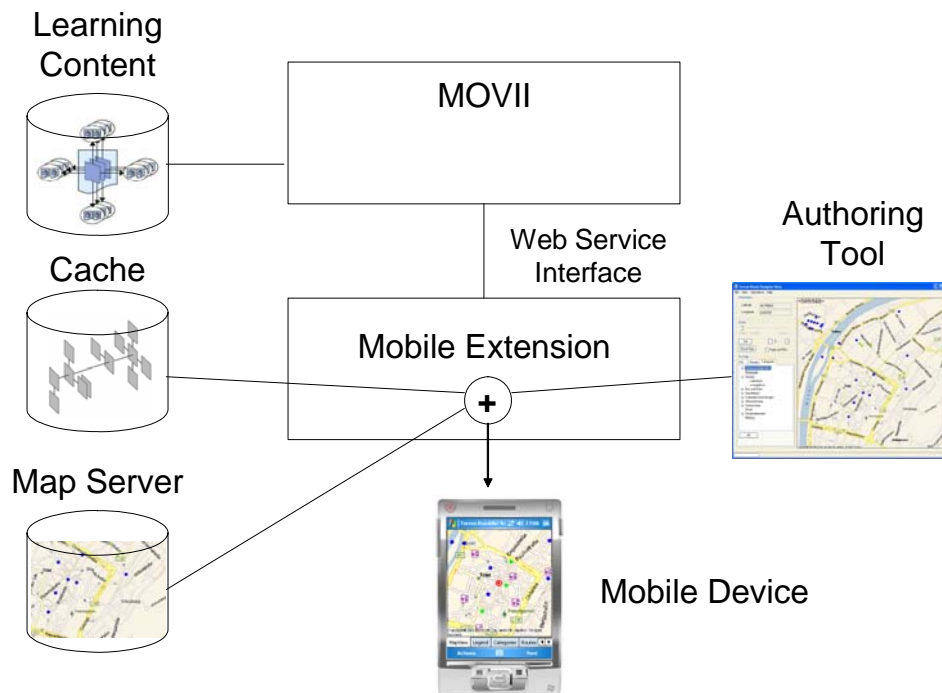 Learning
Content
MOVII
Web Service
Interface
Authoring
Tool
Cache
Mobile Extension
+
Map Server
Mobile Device